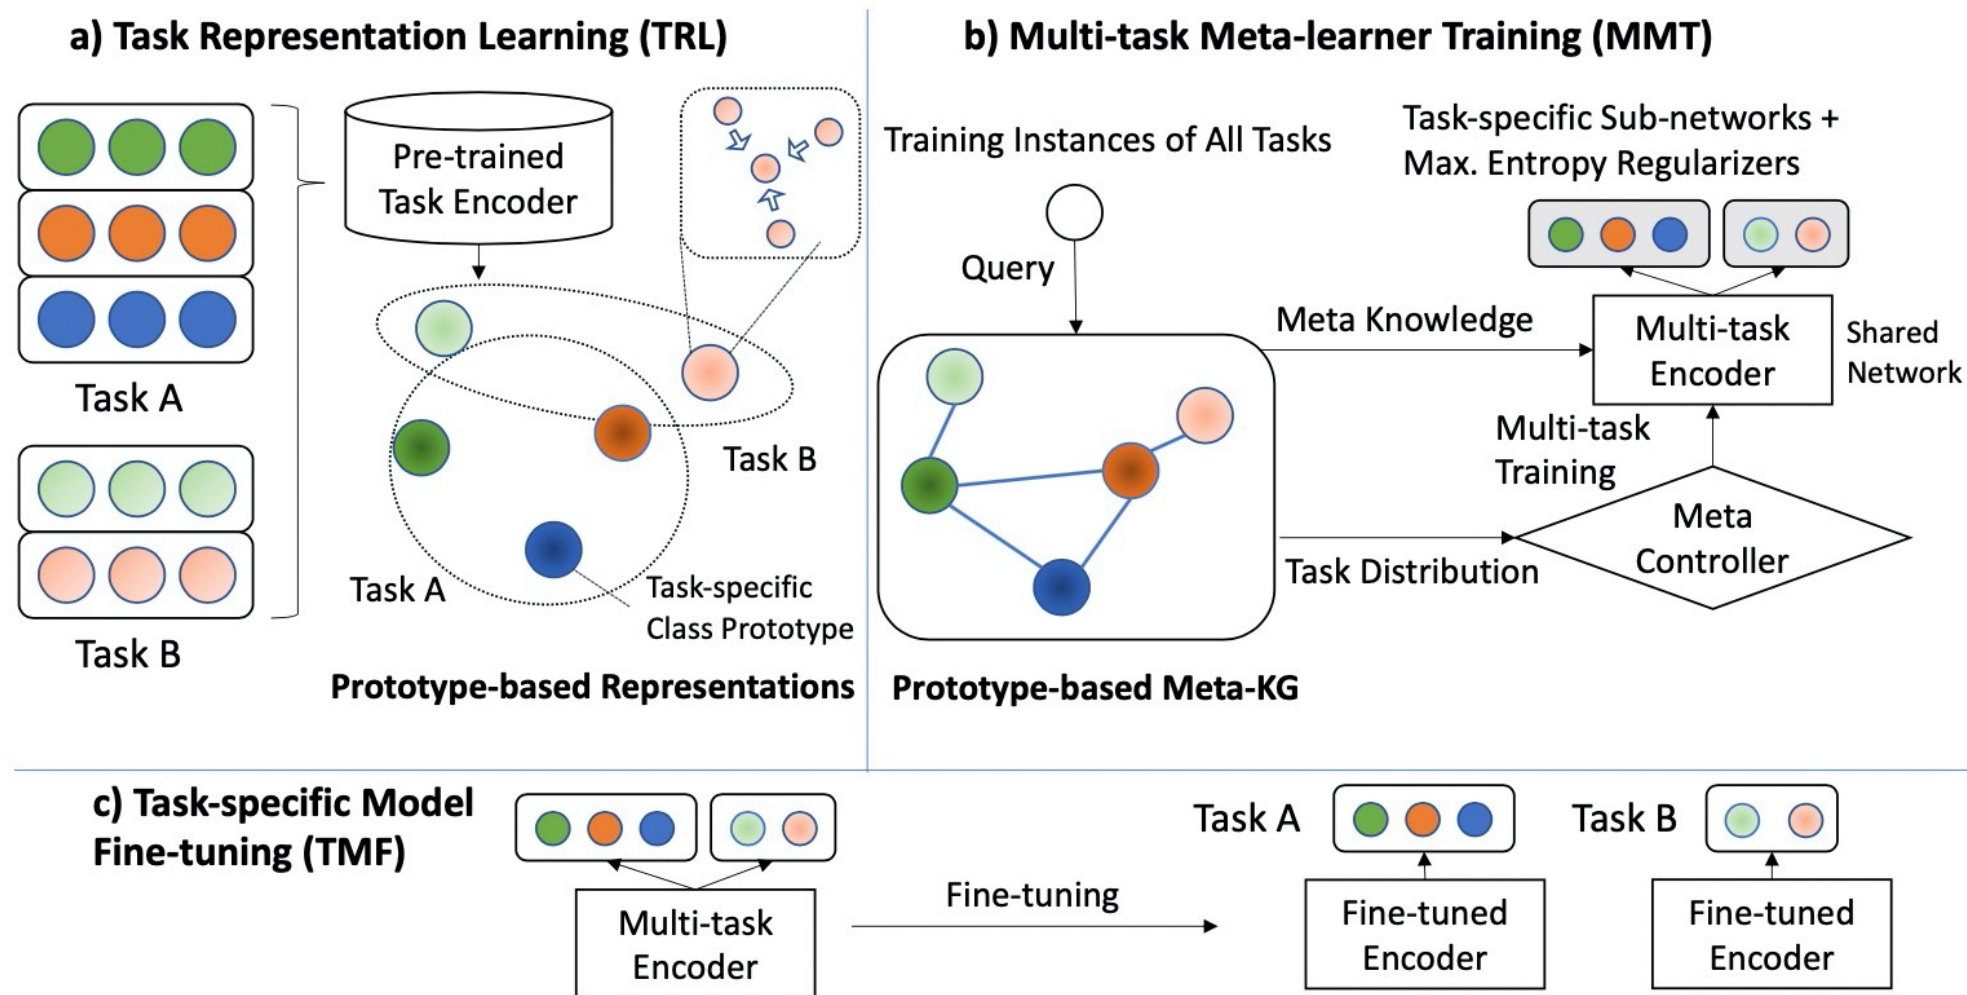 a) Task Representation Learning (TRL)
Pre-trained
Task Encoder
Task A
Task B
Task B
Task A
Task-specific
Class Prototype
Prototype-based Representations
b) Multi-task Meta-learner Training (MMT)
Training Instances of All Tasks
Task-specific Sub-networks +
Max. Entropy Regularizers
Query
Meta Knowledge
Multi-task
Encoder
Shared
Network
Multi-task
Training
Meta
Controller
Task Distribution
Prototype-based Meta-KG
c) Task-specific Model
Fine-tuning (TMF)
Multi-task
Encoder
Fine-tuning
Task A
Fine-tuned
Encoder
Task B
Fine-tuned
Encoder